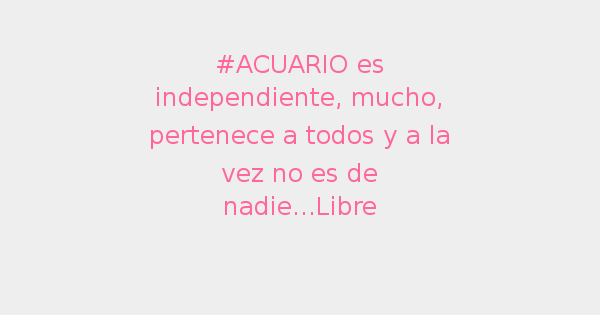 #ACUARIO es
independiente, mucho,
pertenece a todos y a la
vez no es de
nadie...Libre